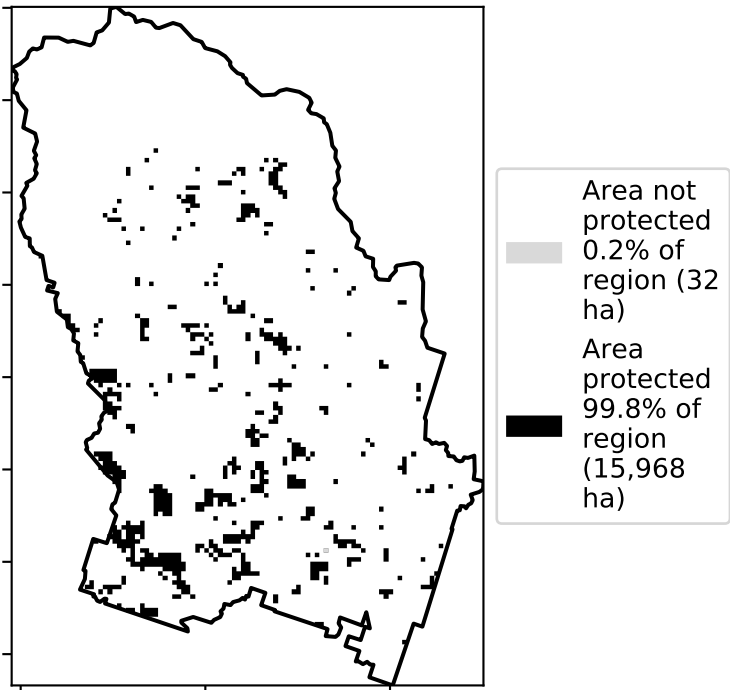 Area not
protected
0.2% of
region (32
ha)
Area
protected
99.8% of
region
(15,968
ha)